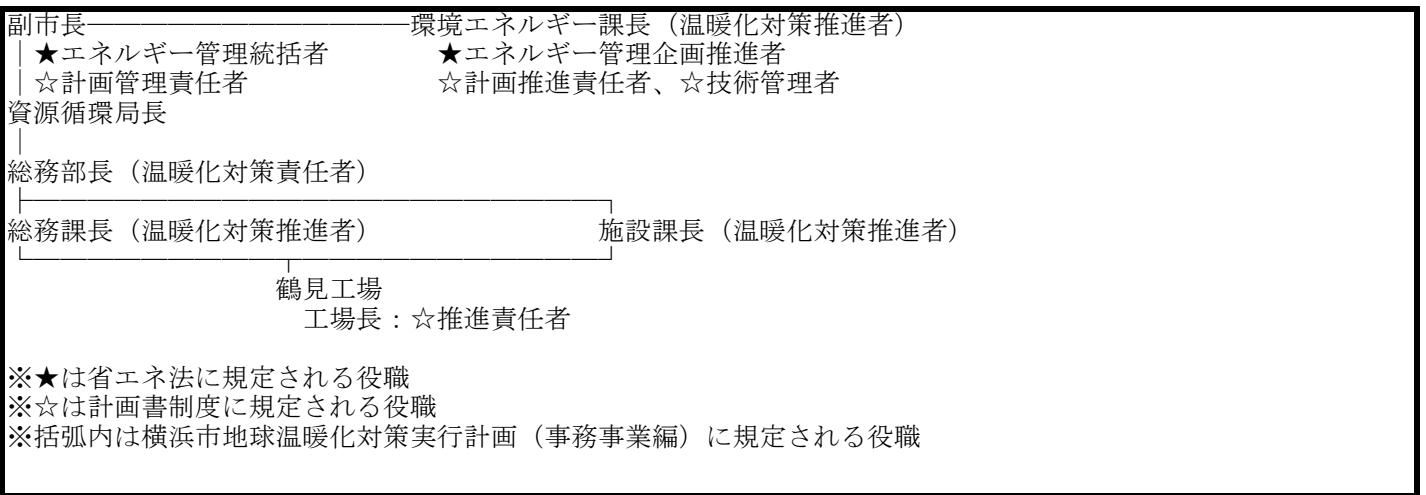 副市長――――――――――――環境エネルギー課長（温暖化対策推進者）
｜★エネルギー管理統括者　　　　★エネルギー管理企画推進者
｜☆計画管理責任者　　　　　　　☆計画推進責任者、☆技術管理者
資源循環局長
｜
総務部長（温暖化対策責任者）
├─────────────────────┐
総務課長（温暖化対策推進者）　　　　　　　　　施設課長（温暖化対策推進者）
└─────────┬───────────┘
鶴見工場
工場長：☆推進責任者
※★は省エネ法に規定される役職
※☆は計画書制度に規定される役職
※括弧内は横浜市地球温暖化対策実行計画（事務事業編）に規定される役職